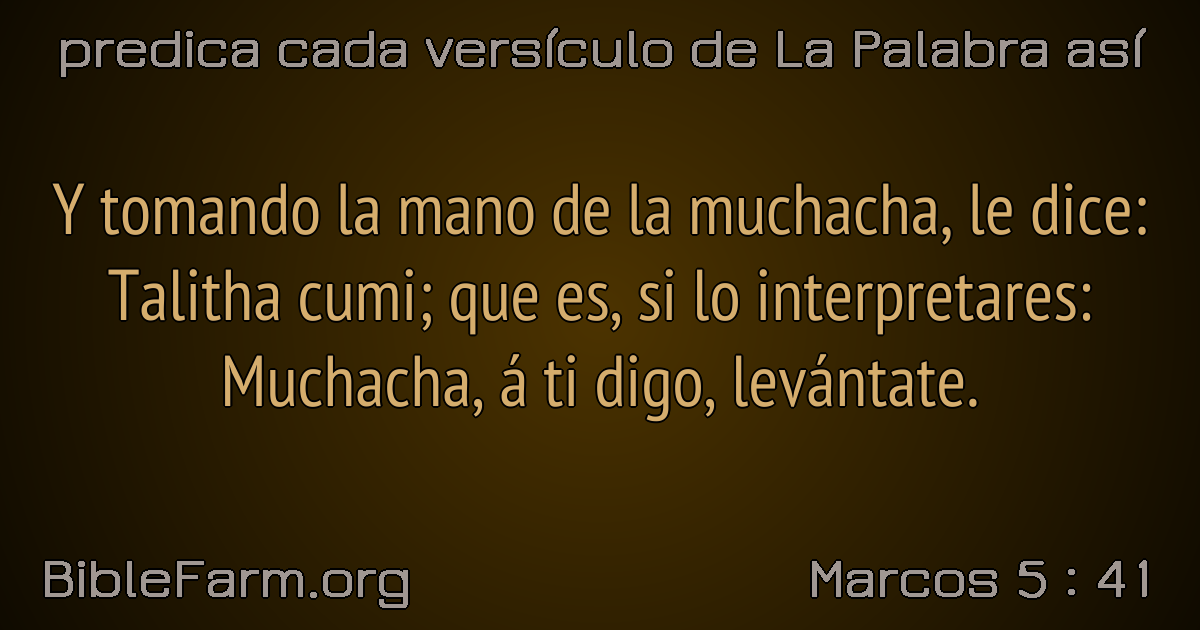 predica cada versículo de La Palabra así
Y tomando la mano de la muchacha, le dice:
Talitha cumi; que es, si lo interpretares:
Muchacha, á ti digo, levántate.
BibleFarm.org
Marcos 5 : 41